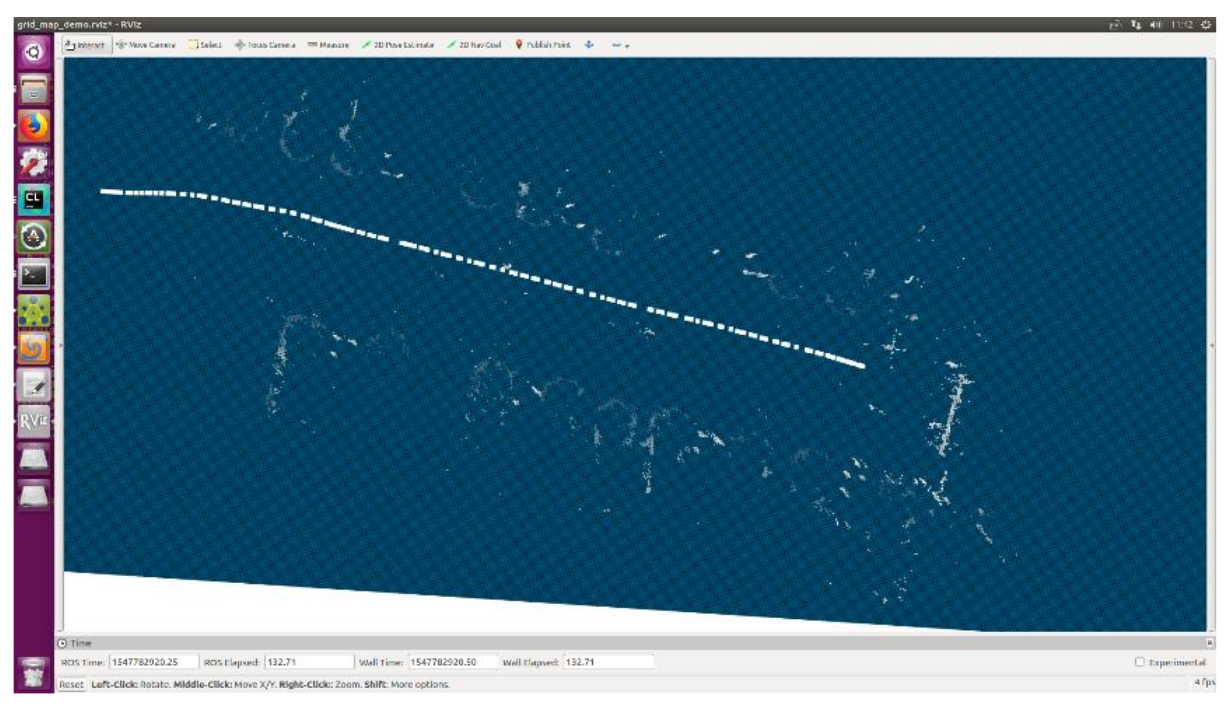 grid_map_demo.rviz* - RViz
11:42
Interact Move Camera Select Focus Camera Measure 2D Pose Estimate 2D Nav Goal Publish Point
CL
RViz
Time
ROS Time: 1547782920.25 ROS Elapsed: 132.71 Wall Time: 1547782920.50 Wall Elapsed: 132.71 Experimental
Reset Left-Click: Rotate. Middle-Click: Move X/Y. Right-Click: Zoom. Shift: More options. 4 fps